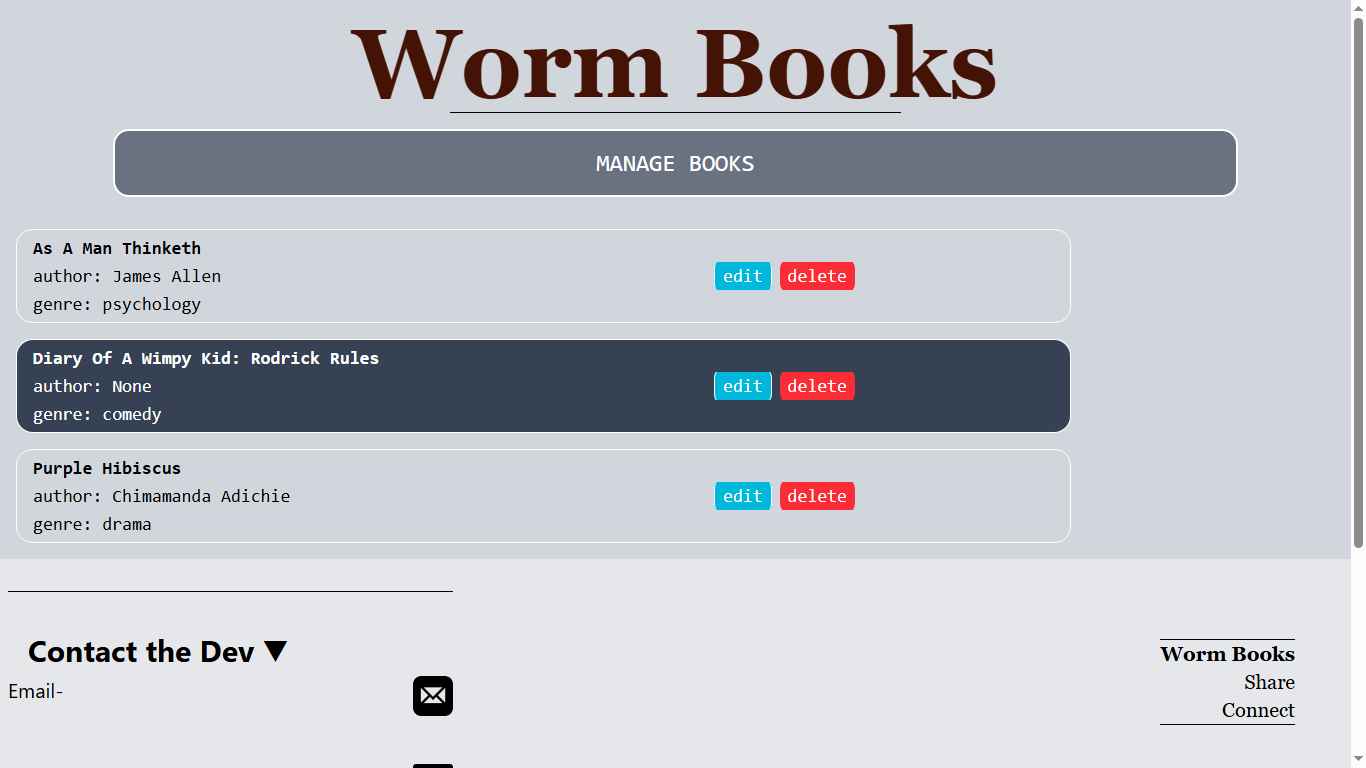 Worm Books
MANAGE BOOKS
As A Man Thinketh
author: James Allen
genre: psychology
edit delete
Diary Of A Wimpy Kid: Rodrick Rules
author: None
genre: comedy
edit delete
Purple Hibiscus
author: Chimamanda Adichie
genre: drama
edit delete
Contact the Dev ▼
Email-
Worm Books
Share
Connect